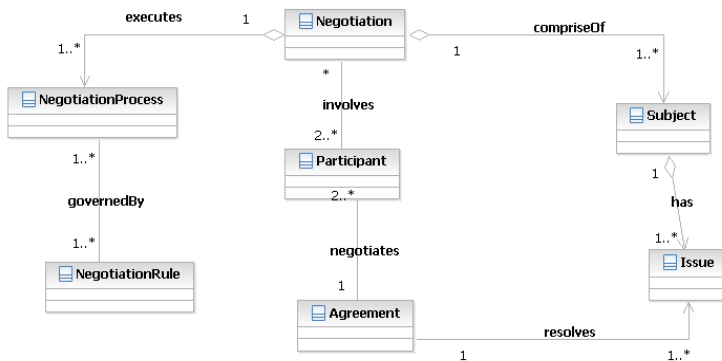 executes
1
Negotiation
compriseOf
1..*
1
1..*
*
NegotiationProcess
involves
Subject
2..*
1..*
Participant
1
2..*
governedBy
has
1..*
negotiates
1..*
NegotiationRule
Issue
1
Agreement
resolves
1
1..*